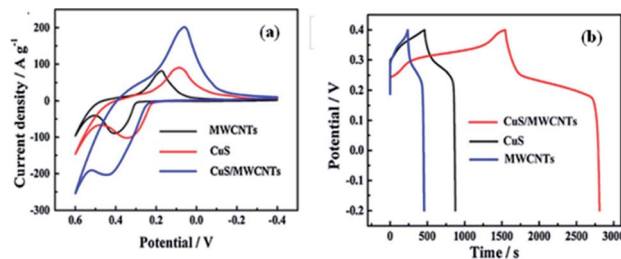 (a)
Current density / A g⁻¹
200
100
0
-100
-200
-300
MWCNTs
CuS
CuS/MWCNTs
0.6 0.4 0.2 0.0 -0.2 -0.4
Potential / V
(b)
Potential / V
0.4
0.3
0.2
0.1
0.0
-0.1
-0.2
CuS/MWCNTs
CuS
MWCNTs
0 500 1000 1500 2000 2500 3000
Time / s